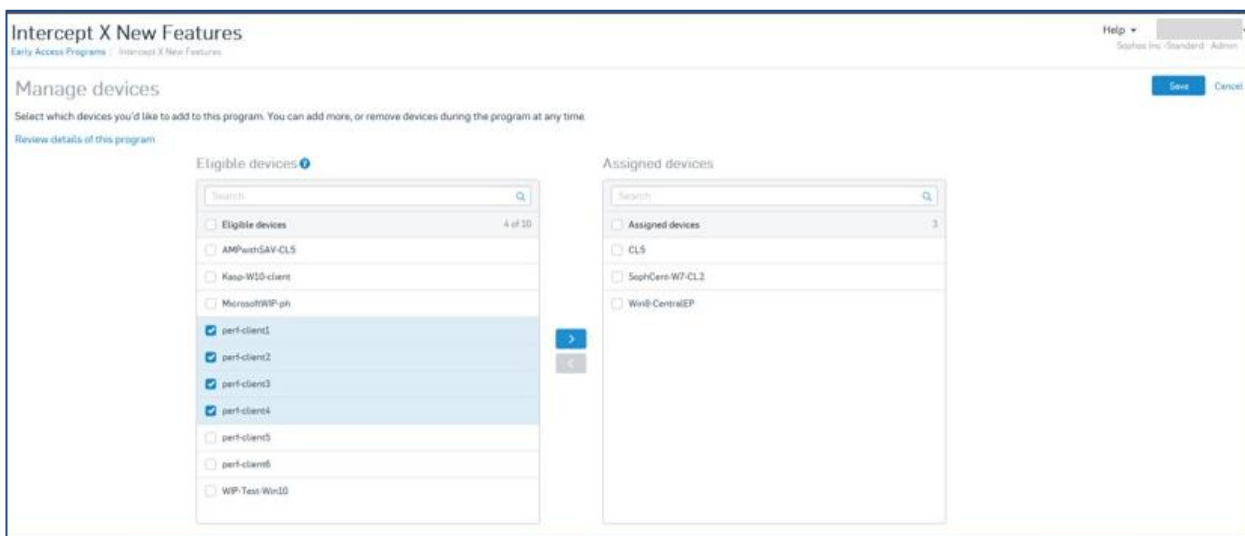 Intercept X New Features
Help
Early Access Programs / Intercept X New Features
Sophos Inc.-Standard · Admin
Manage devices
Save Cancel
Select which devices you'd like to add to this program. You can add more, or remove devices during the program at any time.
Review details of this program
Eligible devices ?
Search
Eligible devices 4 of 10
AMPwithSAV-CL5
Kasp-W10-client
MicrosoftWIP-ph
perf-client1
perf-client2
perf-client3
perf-client4
perf-client5
perf-client6
WIP-Test-Win10
>
<
Assigned devices
Search
Assigned devices 3
CL5
SophCent-W7-CL2
Win8-CentralEP